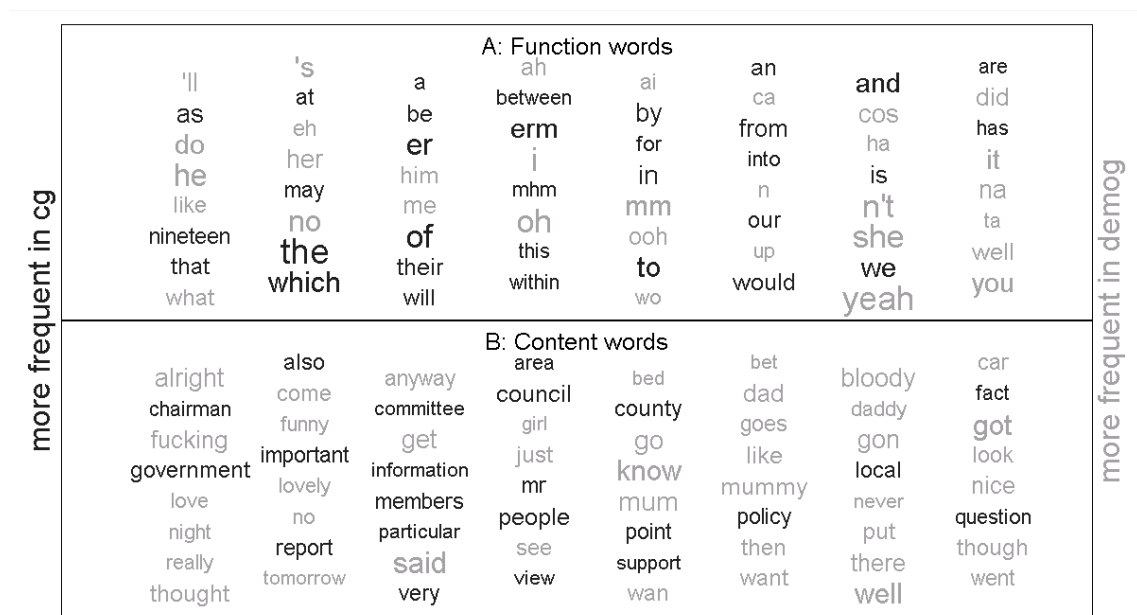 A: Function words
'll 's a ah ai an and are
as at be between by ca cos did
do eh er erm for from ha has
he her him i in into is it
like may me mhm mm n n't na
nineteen no of oh ooh our she ta
that the their this to up we well
what which will within wo would yeah you
B: Content words
alright also anyway area bed bet bloody car
chairman come committee council county dad daddy fact
fucking funny get girl go goes gon got
government important information just know like local look
love lovely members mr mum mummy never nice
night no particular people point policy put question
really report said see support then there though
thought tomorrow very view wan want well went
more frequent in cg
more frequent in demog